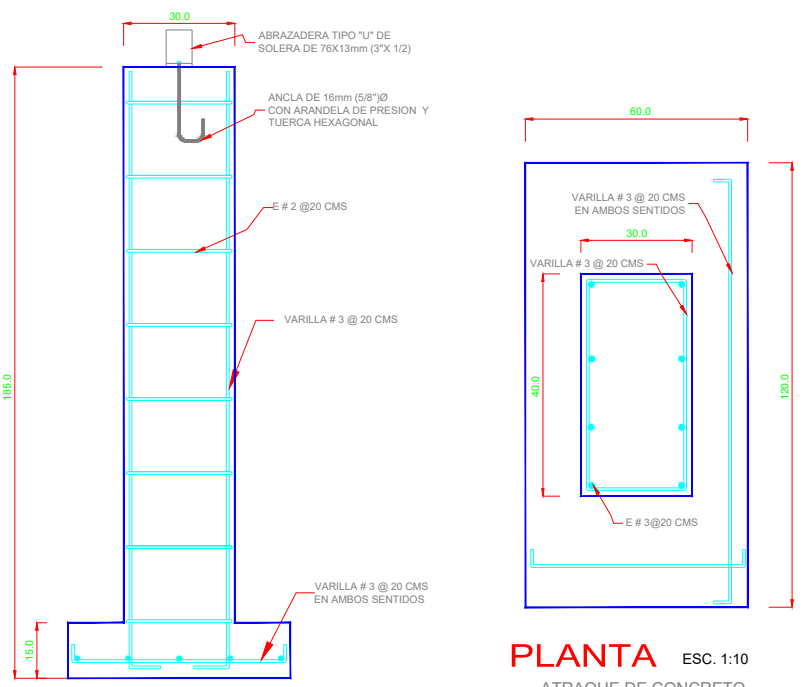 30.0
ABRAZADERA TIPO "U" DE
SOLERA DE 76X13mm (3"X 1/2)
ANCLA DE 16mm (5/8")Ø
CON ARANDELA DE PRESION Y
TUERCA HEXAGONAL
E # 2 @20 CMS
VARILLA # 3 @ 20 CMS
185.0
VARILLA # 3 @ 20 CMS
EN AMBOS SENTIDOS
15.0
60.0
VARILLA # 3 @ 20 CMS
EN AMBOS SENTIDOS
30.0
VARILLA # 3 @ 20 CMS
40.0
120.0
E # 3@20 CMS
PLANTA ESC. 1:10
ATRAQUE DE CONCRETO